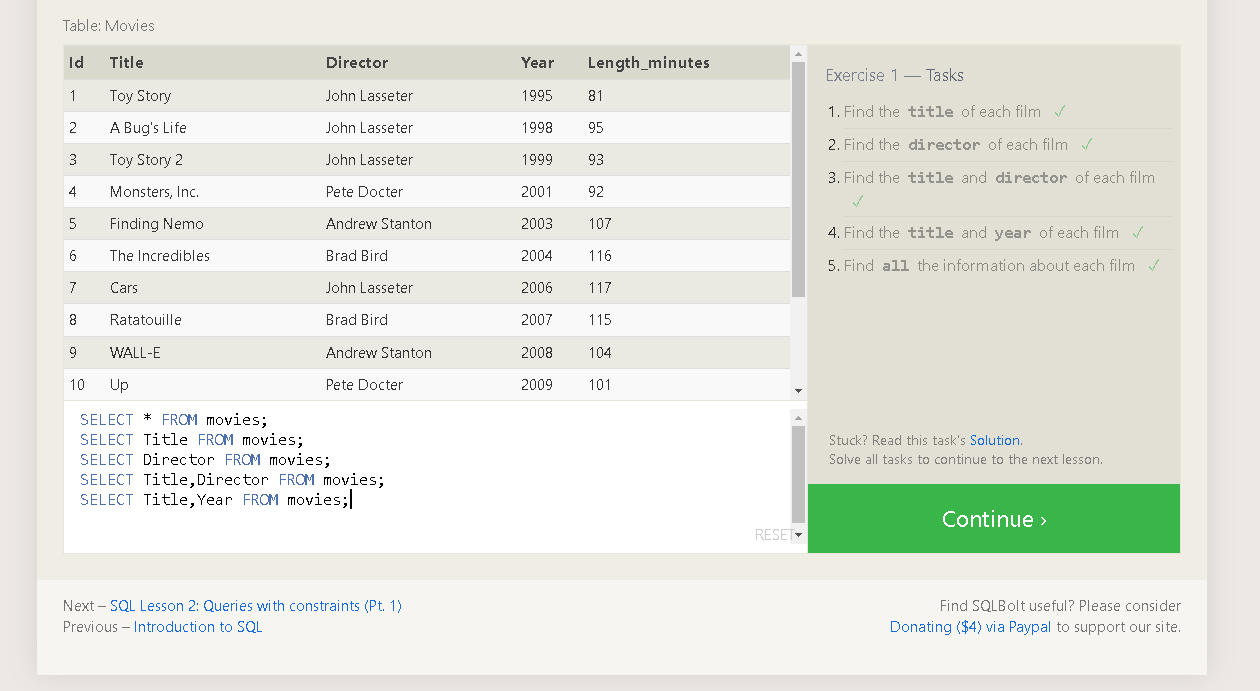 Table: Movies
Id Title Director Year Length_minutes
1 Toy Story John Lasseter 1995 81
2 A Bug's Life John Lasseter 1998 95
3 Toy Story 2 John Lasseter 1999 93
4 Monsters, Inc. Pete Docter 2001 92
5 Finding Nemo Andrew Stanton 2003 107
6 The Incredibles Brad Bird 2004 116
7 Cars John Lasseter 2006 117
8 Ratatouille Brad Bird 2007 115
9 WALL-E Andrew Stanton 2008 104
10 Up Pete Docter 2009 101
SELECT * FROM movies;
SELECT Title FROM movies;
SELECT Director FROM movies;
SELECT Title,Director FROM movies;
SELECT Title,Year FROM movies;
RESET
Exercise 1 — Tasks
1. Find the title of each film ✓
2. Find the director of each film ✓
3. Find the title and director of each film
✓
4. Find the title and year of each film ✓
5. Find all the information about each film ✓
Stuck? Read this task's Solution.
Solve all tasks to continue to the next lesson.
Continue ›
Next – SQL Lesson 2: Queries with constraints (Pt. 1)
Previous – Introduction to SQL
Find SQLBolt useful? Please consider
Donating ($4) via Paypal to support our site.